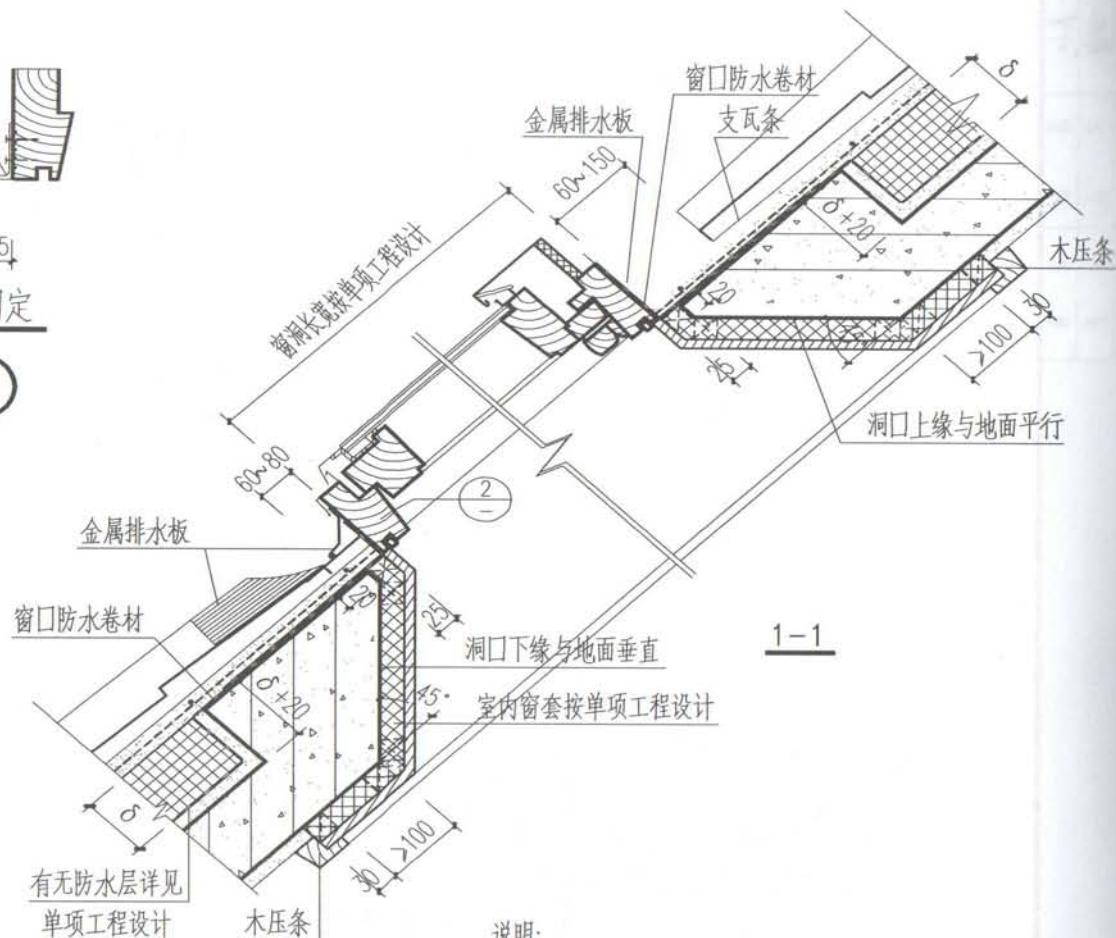 窗口防水卷材
支瓦条
金属排水板
δ
60~150
δ+20
木压条
20
30
>100
25
洞口上缘与地面平行
窗洞长宽按单项工程设计
5
定
60~80
2
金属排水板
窗口防水卷材
20
25
洞口下缘与地面垂直
1-1
δ+20
45°
室内窗套按单项工程设计
δ
>100
30
有无防水层详见
单项工程设计
木压条
说明: